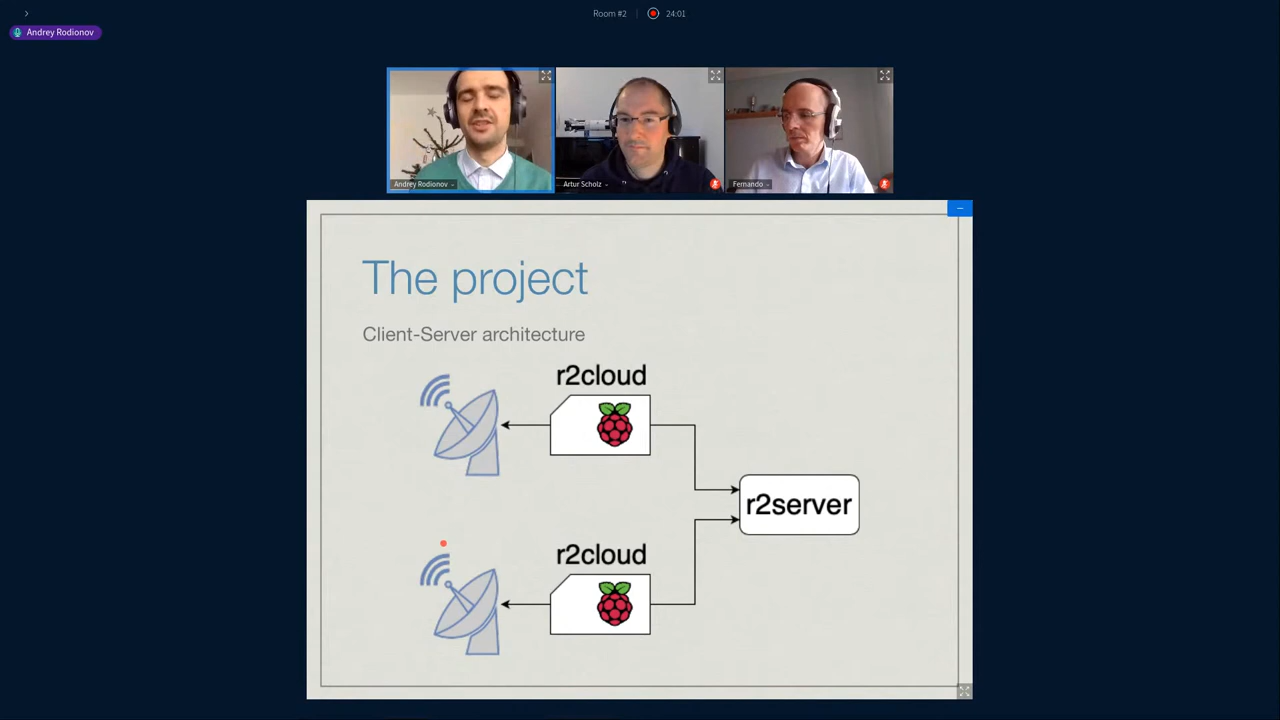 Room #2
24:01
Andrey Rodionov
Andrey Rodionov
Artur Scholz
Fernando
The project
Client-Server architecture
r2cloud
r2server
r2cloud